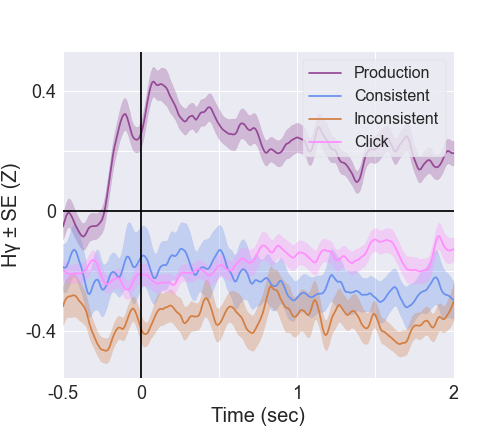 Production
Consistent
Inconsistent
Click
0.4
0
-0.4
Hγ ± SE (Z)
-0.5 0 1 2
Time (sec)